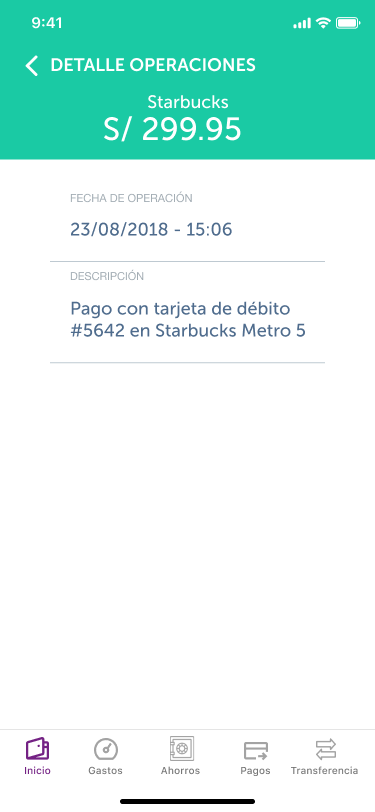 9:41
DETALLE OPERACIONES
Starbucks
S/ 299.95
FECHA DE OPERACIÓN
23/08/2018 - 15:06
DESCRIPCIÓN
Pago con tarjeta de débito
#5642 en Starbucks Metro 5
Inicio Gastos Ahorros Pagos Transferencia